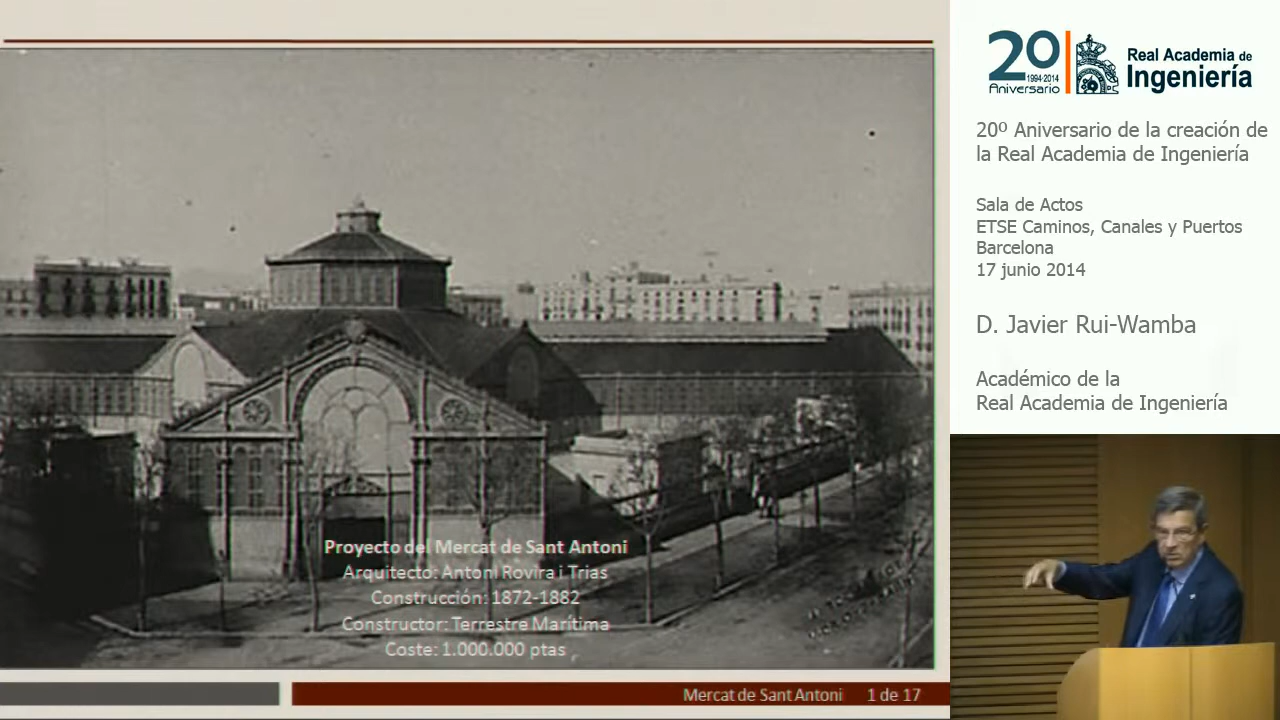 Proyecto del Mercat de Sant Antoni
Arquitecto: Antoni Rovira i Trias
Construcción: 1872-1882
Constructor: Terrestre Marítima
Coste: 1.000.000 ptas
Mercat de Sant Antoni 1 de 17
20
1994-2014
Aniversario
Real Academia de
Ingeniería
20º Aniversario de la creación de
la Real Academia de Ingeniería
Sala de Actos
ETSE Caminos, Canales y Puertos
Barcelona
17 junio 2014
D. Javier Rui-Wamba
Académico de la
Real Academia de Ingeniería